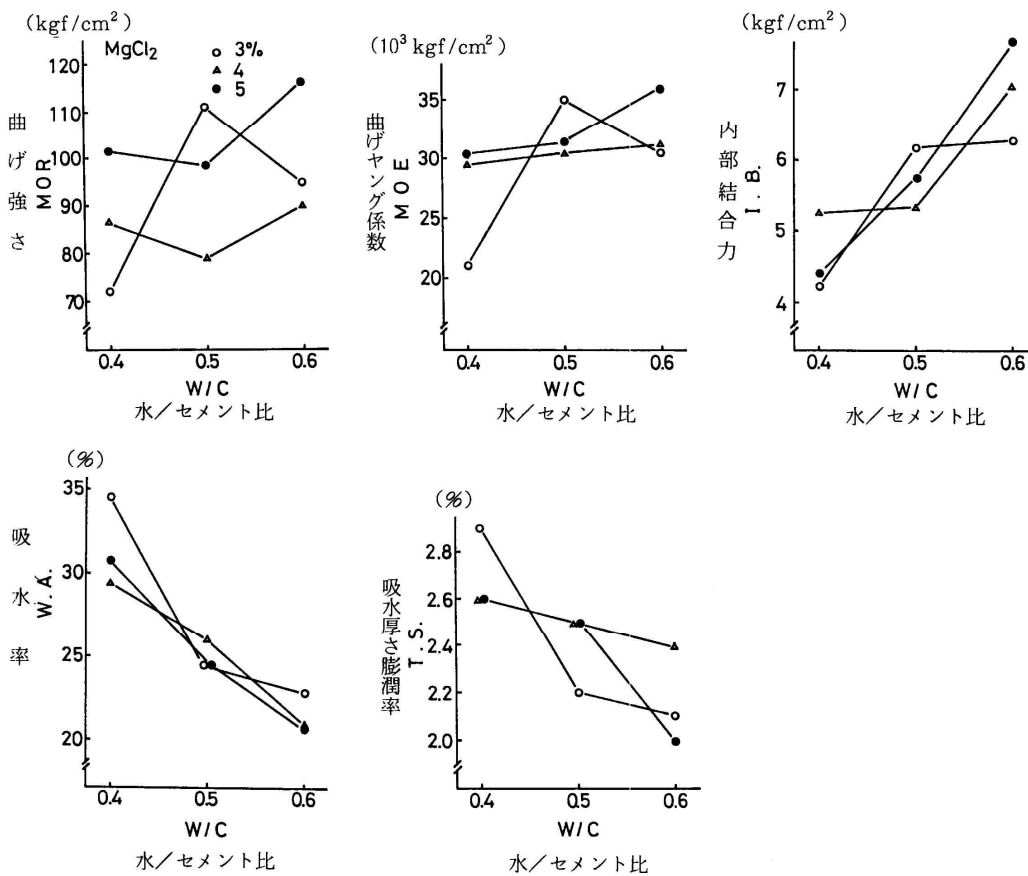 (kgf/cm²)
MgCl₂
○ 3%
▲ 4
● 5
120
110
100
90
80
70
曲げ強さ
MOR
0.4 0.5 0.6
W/C
水/セメント比
(10³ kgf/cm²)
35
30
25
20
曲げヤング係数
MOE
0.4 0.5 0.6
W/C
水/セメント比
(kgf/cm²)
7
6
5
4
内部結合力
I.B.
0.4 0.5 0.6
W/C
水/セメント比
(%)
35
30
25
20
吸水率
W.A.
0.4 0.5 0.6
W/C
水/セメント比
(%)
2.8
2.6
2.4
2.2
2.0
吸水厚さ膨潤率
T.S.
0.4 0.5 0.6
W/C
水/セメント比